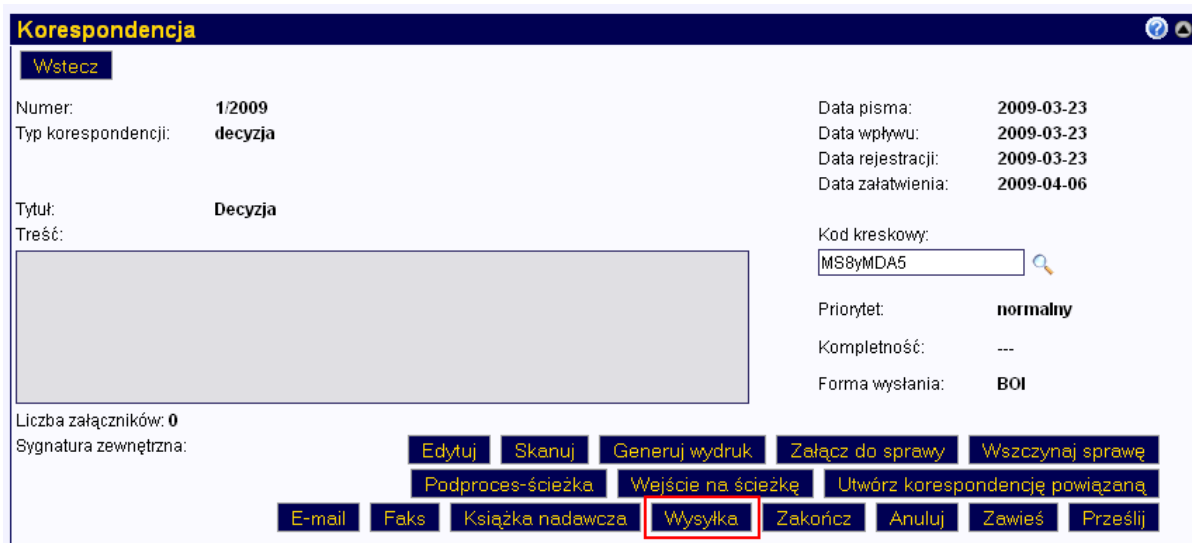 Korespondencja
Wstecz
Numer: 1/2009 Data pisma: 2009-03-23
Typ korespondencji: decyzja Data wpływu: 2009-03-23
Data rejestracji: 2009-03-23
Data załatwienia: 2009-04-06
Tytuł: Decyzja
Treść: Kod kreskowy:
MS8yMDA5
Priorytet: normalny
Kompletność: ---
Forma wysłania: BOI
Liczba załączników: 0
Sygnatura zewnętrzna:
Edytuj Skanuj Generuj wydruk Załącz do sprawy Wszczynaj sprawę
Podproces-ścieżka Wejście na ścieżkę Utwórz korespondencję powiązaną
E-mail Faks Książka nadawcza Wysyłka Zakończ Anuluj Zawieś Prześlij